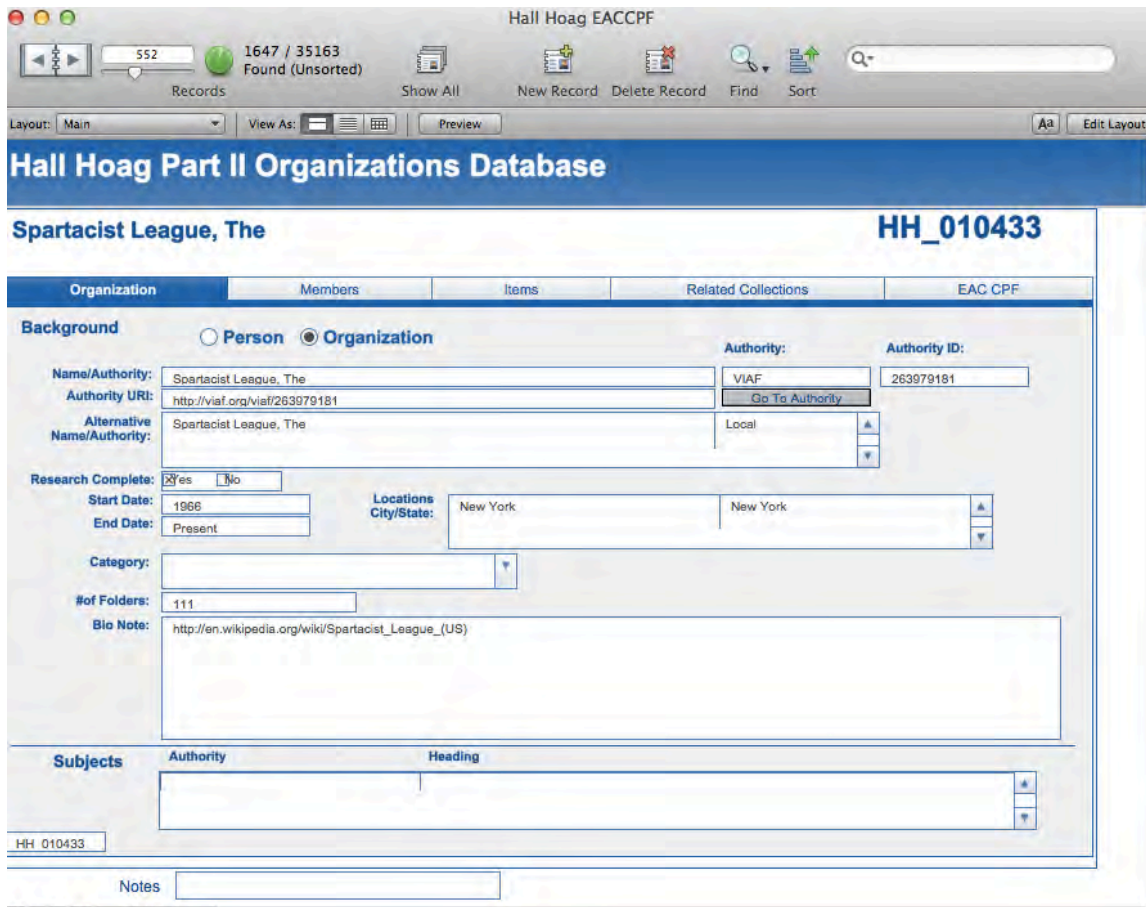 Hall Hoag EACCPF
552
1647 / 35163
Found (Unsorted)
Records
Show All
New Record
Delete Record
Find
Sort
Layout: Main
View As:
Preview
Aa
Edit Layout
Hall Hoag Part II Organizations Database
Spartacist League, The
HH_010433
Organization
Members
Items
Related Collections
EAC CPF
Background
Person
Organization
Authority:
Authority ID:
Name/Authority: Spartacist League, The VIAF 263979181
Authority URI: http://viaf.org/viaf/263979181 Go To Authority
Alternative
Name/Authority: Spartacist League, The Local
Research Complete: Yes No
Start Date: 1966
End Date: Present
Locations
City/State: New York New York
Category:
#of Folders: 111
Bio Note: http://en.wikipedia.org/wiki/Spartacist_League_(US)
Subjects
Authority
Heading
HH_010433
Notes